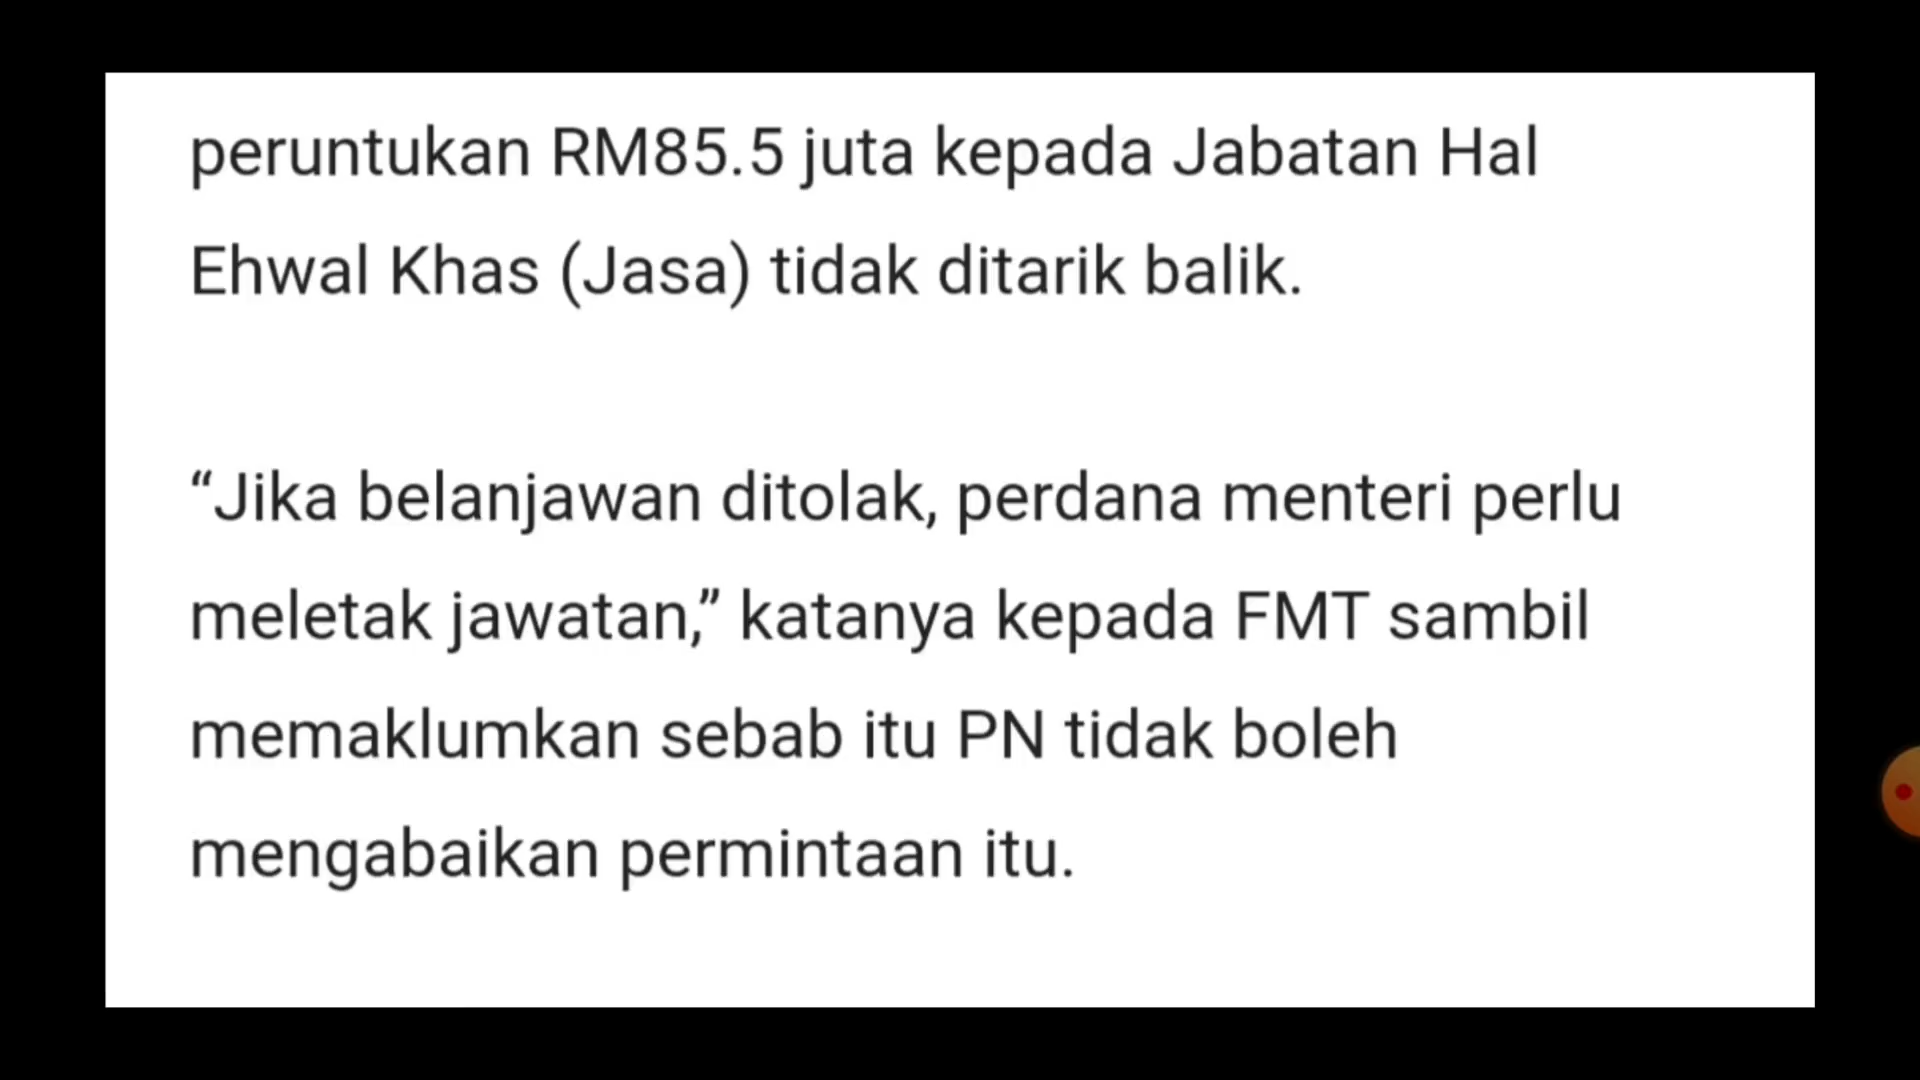 peruntukan RM85.5 juta kepada Jabatan Hal
Ehwal Khas (Jasa) tidak ditarik balik.
“Jika belanjawan ditolak, perdana menteri perlu
meletak jawatan,” katanya kepada FMT sambil
memaklumkan sebab itu PN tidak boleh
mengabaikan permintaan itu.